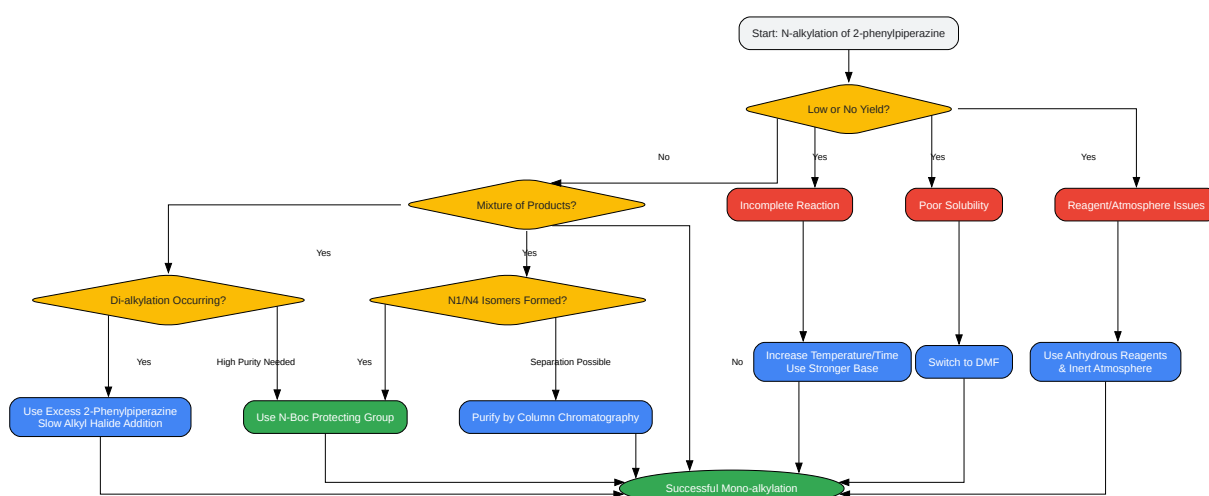 Start: N-alkylation of 2-phenylpiperazine
Low or No Yield?
No
Yes
Yes
Yes
Mixture of Products?
Incomplete Reaction
Poor Solubility
Reagent/Atmosphere Issues
Yes
Yes
Di-alkylation Occurring?
N1/N4 Isomers Formed?
Yes
High Purity Needed
Yes
Separation Possible
No
Increase Temperature/Time
Use Stronger Base
Switch to DMF
Use Anhydrous Reagents
& Inert Atmosphere
Use Excess 2-Phenylpiperazine
Slow Alkyl Halide Addition
Use N-Boc Protecting Group
Purify by Column Chromatography
Successful Mono-alkylation